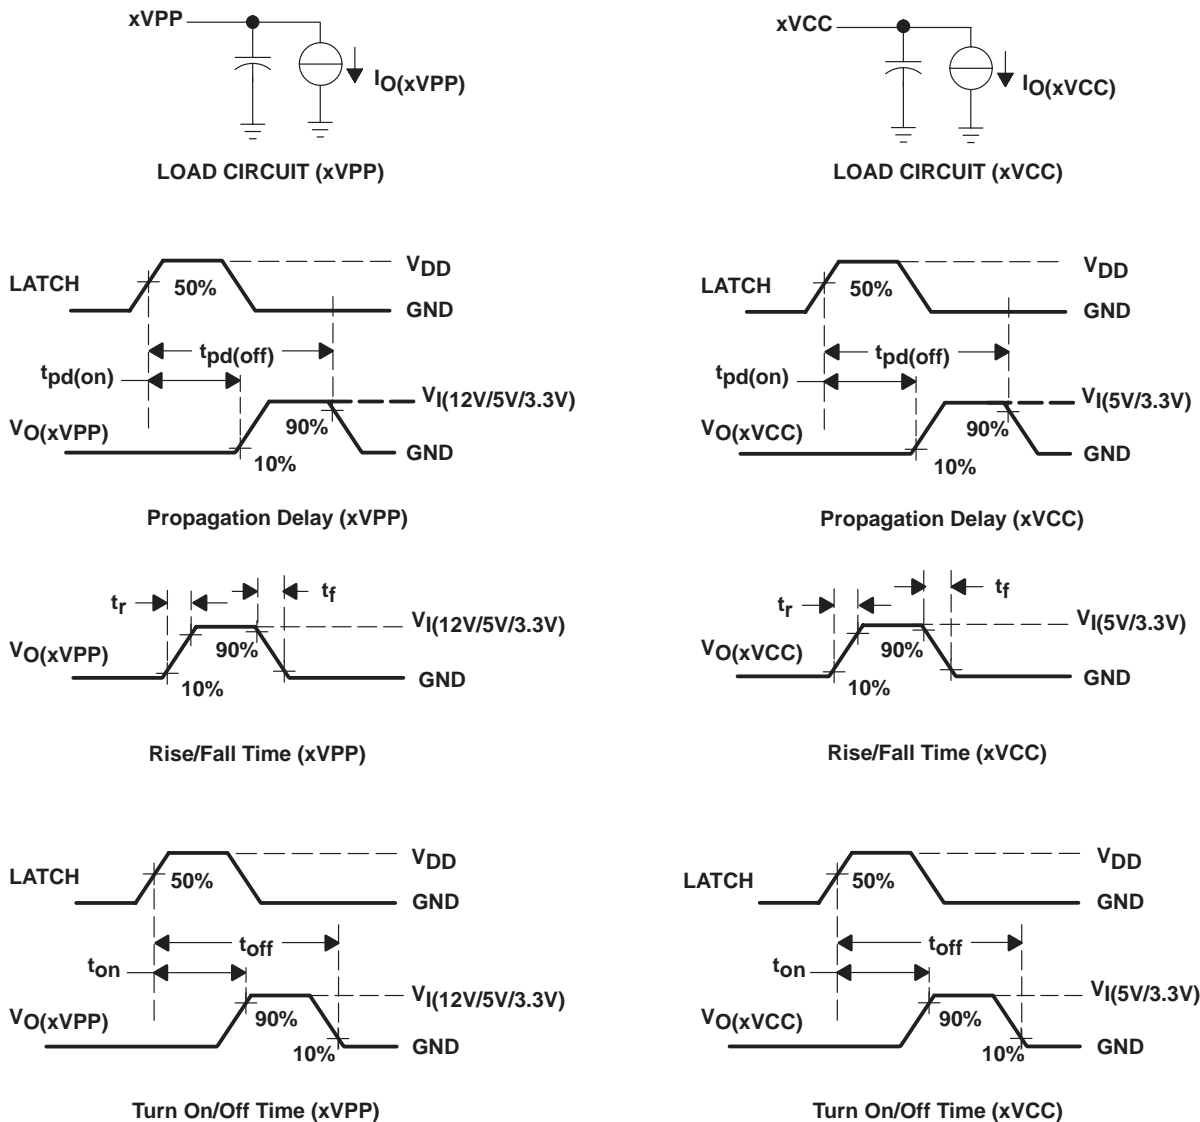 xVPP
IO(xVPP)
LOAD CIRCUIT (xVPP)
xVCC
IO(xVCC)
LOAD CIRCUIT (xVCC)
LATCH
50%
VDD
GND
tpd(off)
tpd(on)
VI(12V/5V/3.3V)
VO(xVPP)
90%
10%
GND
Propagation Delay (xVPP)
LATCH
50%
VDD
GND
tpd(off)
tpd(on)
VI(5V/3.3V)
VO(xVCC)
90%
10%
GND
Propagation Delay (xVCC)
tr
tf
VI(12V/5V/3.3V)
VO(xVPP)
90%
10%
GND
Rise/Fall Time (xVPP)
tr
tf
VI(5V/3.3V)
VO(xVCC)
90%
10%
GND
Rise/Fall Time (xVCC)
LATCH
50%
VDD
GND
toff
ton
VI(12V/5V/3.3V)
VO(xVPP)
90%
10%
GND
Turn On/Off Time (xVPP)
LATCH
50%
VDD
GND
toff
ton
VI(5V/3.3V)
VO(xVCC)
90%
10%
GND
Turn On/Off Time (xVCC)